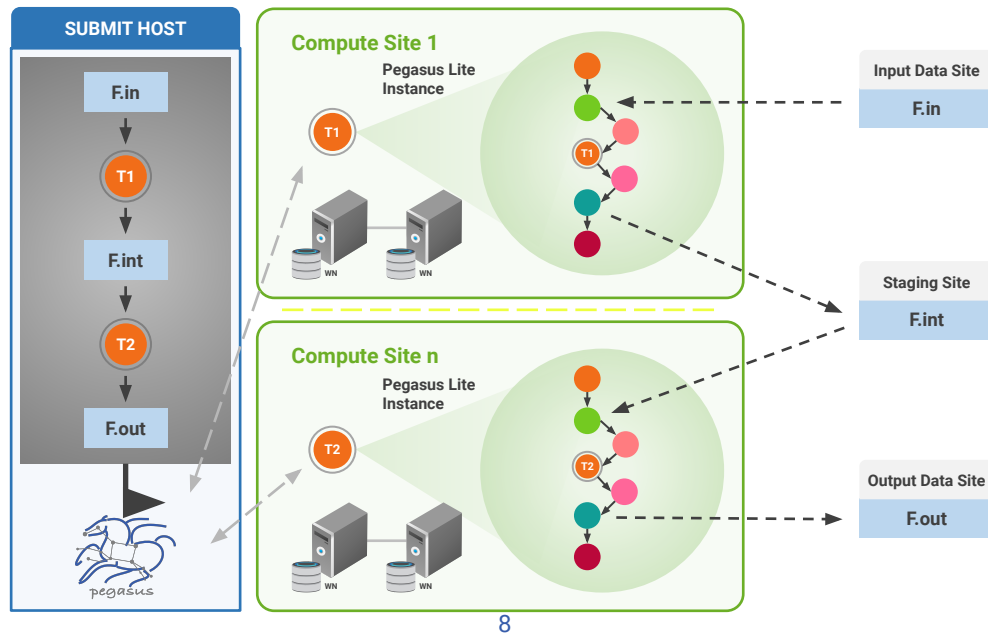 SUBMIT HOST
F.in
T1
F.int
T2
F.out
pegasus
Compute Site 1
Pegasus Lite
Instance
T1
T1
WN
WN
Compute Site n
Pegasus Lite
Instance
T2
T2
WN
WN
Input Data Site
F.in
Staging Site
F.int
Output Data Site
F.out
8